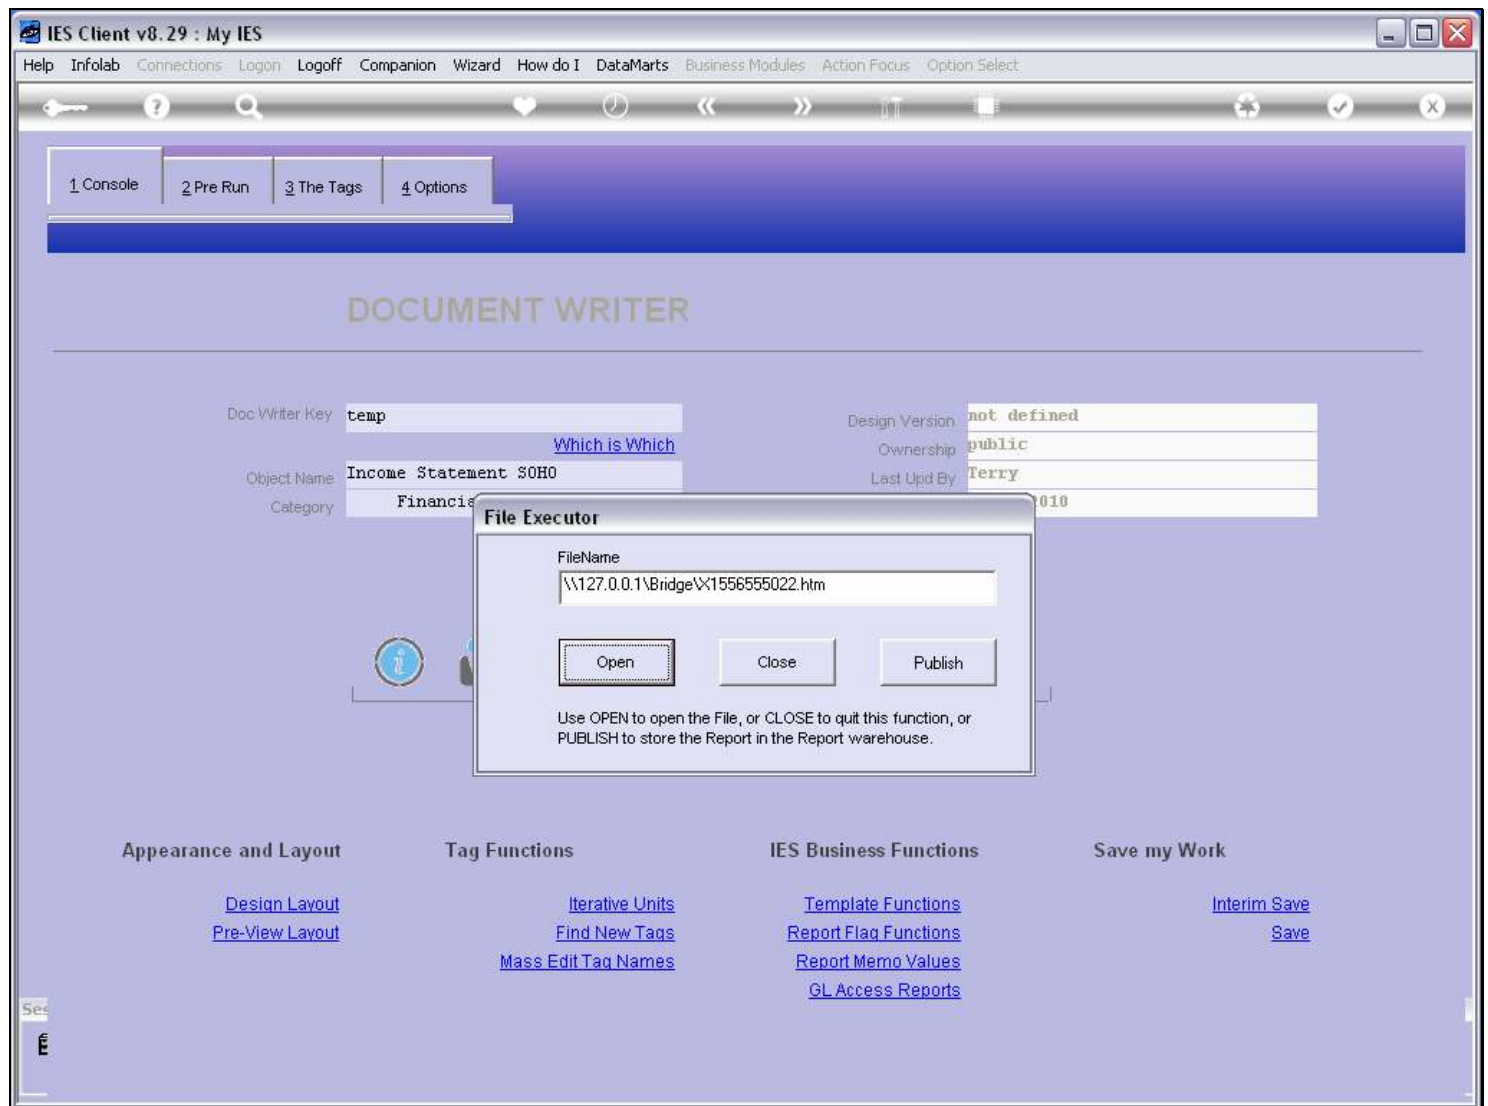 IES Client v8.29 : My IES
Help Infolab Connections Logon Logoff Companion Wizard How do I DataMarts Business Modules Action Focus Option Select
1 Console 2 Pre Run 3 The Tags 4 Options
DOCUMENT WRITER
Doc Writer Key temp
Design Version not defined
Which is Which
Ownership public
Object Name Income Statement SOHO
Last Upd By Terry
Category
File Executor
FileName
\\127.0.0.1\Bridge\X1556555022.htm
Open Close Publish
Use OPEN to open the File, or CLOSE to quit this function, or
PUBLISH to store the Report in the Report warehouse.
Appearance and Layout Tag Functions IES Business Functions Save my Work
Design Layout Iterative Units Template Functions Interim Save
Pre-View Layout Find New Tags Report Flag Functions Save
Mass Edit Tag Names Report Memo Values
GL Access Reports